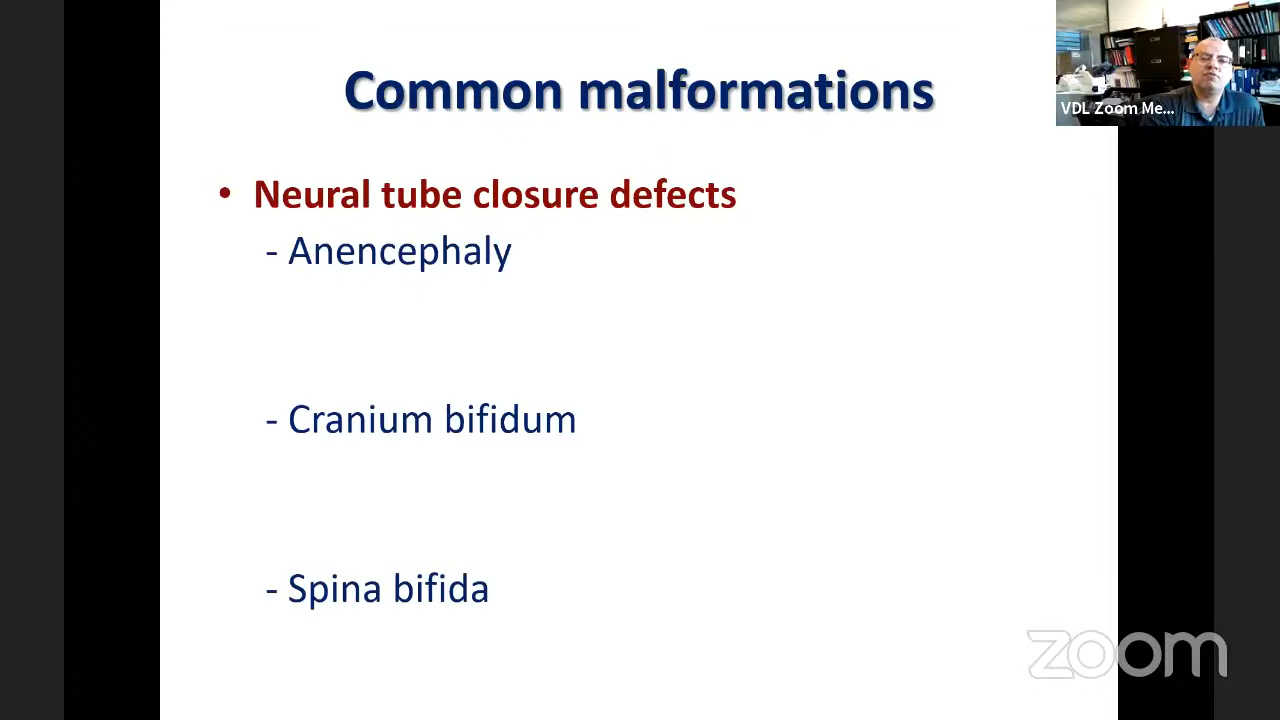 Common malformations
VDL Zoom Me...
• Neural tube closure defects
- Anencephaly
- Cranium bifidum
- Spina bifida
zoom